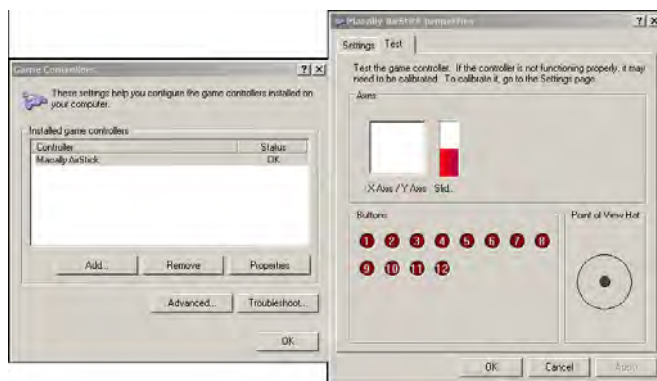 Game Controllers
These settings help you configure the game controllers installed on
your computer.
Installed game controllers
Controller Status
Macally AirStick OK
Add... Remove Properties
Advanced... Troubleshoot...
OK
Macally AirStick properties
Settings Test
Test the game controller. If the controller is not functioning properly, it may
need to be calibrated. To calibrate it, go to the Settings page.
Axes
X Axis / Y Axis Slid..
Buttons
Point of View Hat
1 2 3 4 5 6 7 8
9 10 11 12
OK Cancel Apply